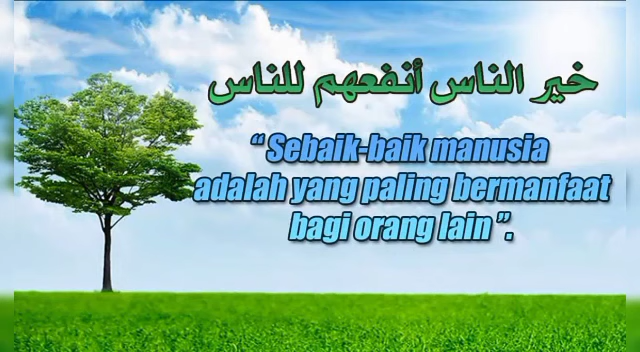 خير الناس أنفعهم للناس
“ Sebaik-baik manusia
adalah yang paling bermanfaat
bagi orang lain ”.